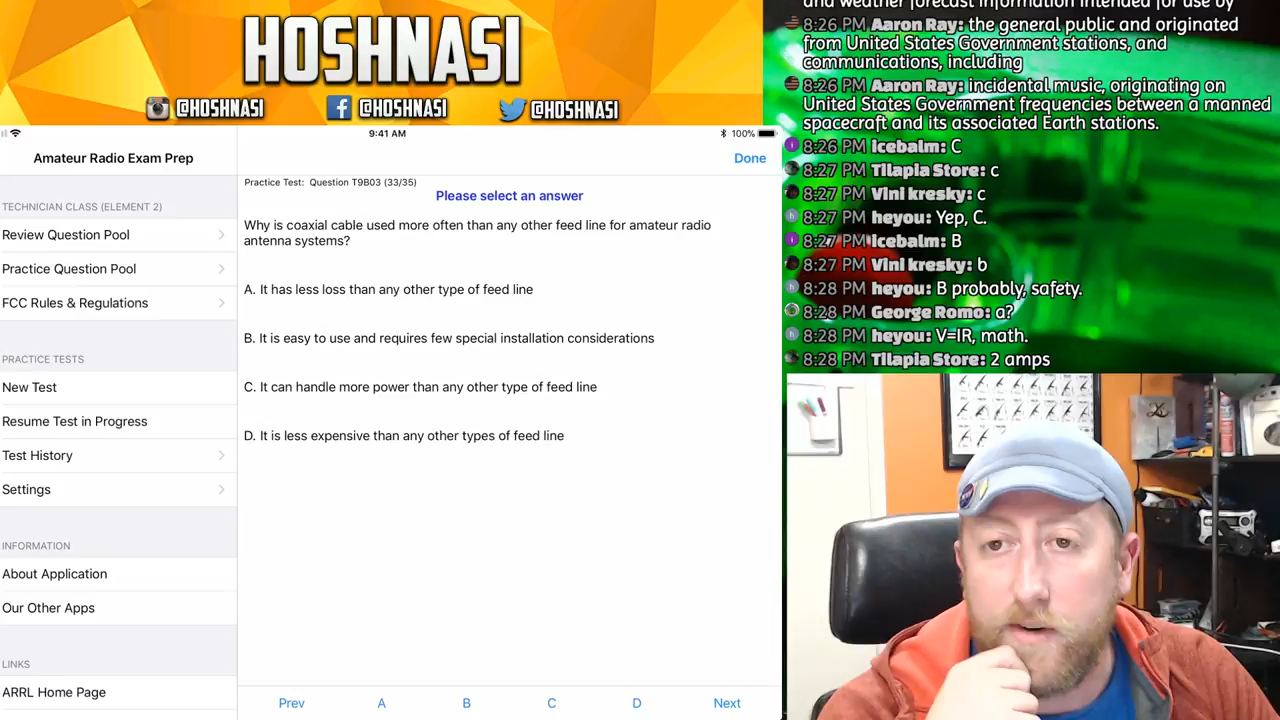 HOSHNASI
@HOSHNASI
@HOSHNASI
@HOSHNASI
9:41 AM
100%
Amateur Radio Exam Prep
Done
TECHNICIAN CLASS (ELEMENT 2)
Review Question Pool
Practice Question Pool
FCC Rules & Regulations
PRACTICE TESTS
New Test
Resume Test in Progress
Test History
Settings
INFORMATION
About Application
Our Other Apps
LINKS
ARRL Home Page
Practice Test: Question T9B03 (33/35)
Please select an answer
Why is coaxial cable used more often than any other feed line for amateur radio
antenna systems?
A. It has less loss than any other type of feed line
B. It is easy to use and requires few special installation considerations
C. It can handle more power than any other type of feed line
D. It is less expensive than any other types of feed line
Prev
A
B
C
D
Next
and weather forecast information intended for use by
8:26 PM Aaron Ray: the general public and originated
from United States Government stations, and
communications, including
8:26 PM Aaron Ray: incidental music, originating on
United States Government frequencies between a manned
spacecraft and its associated Earth stations.
8:26 PM icebalm: C
8:27 PM Tilapia Store: c
8:27 PM Vini kresky: c
8:27 PM heyou: Yep, C.
8:27 PM icebalm: B
8:27 PM Vini kresky: b
8:28 PM heyou: B probably, safety.
8:28 PM George Romo: a?
8:28 PM heyou: V=IR, math.
8:28 PM Tilapia Store: 2 amps